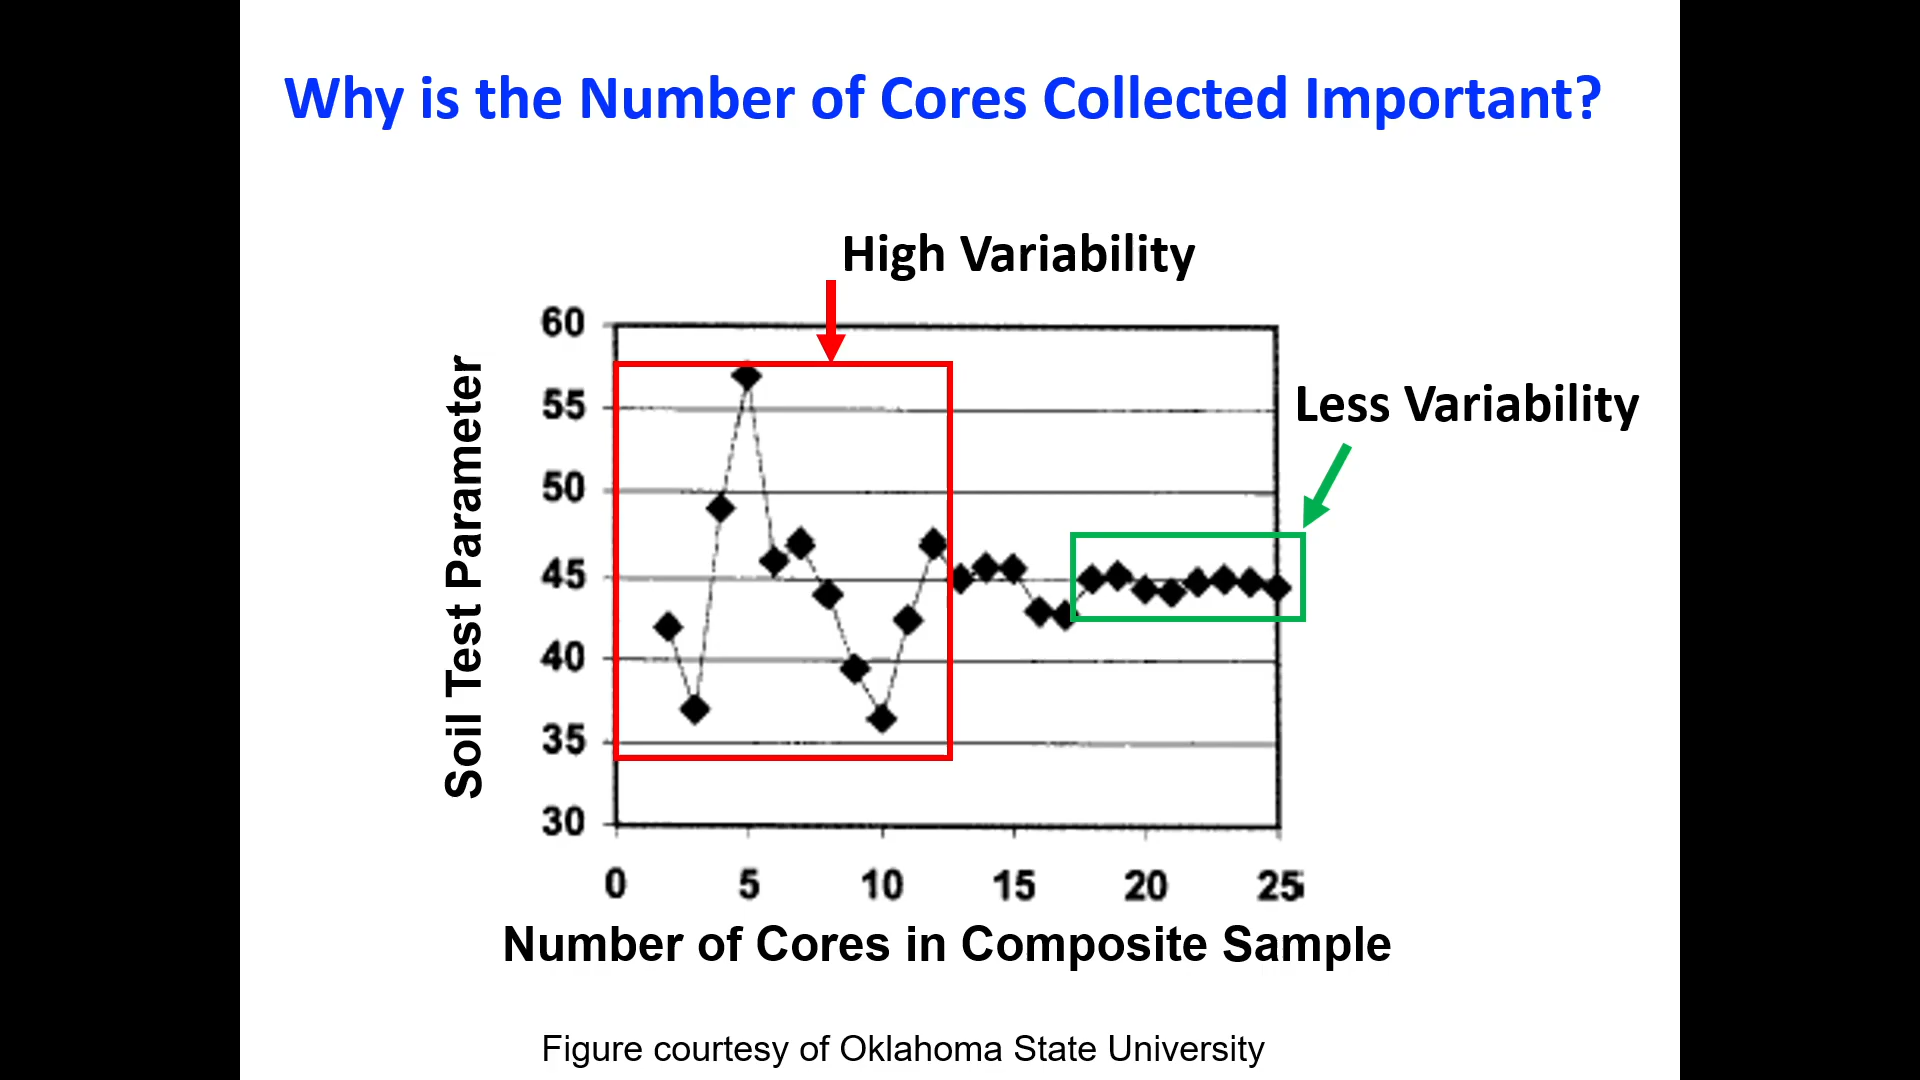 Why is the Number of Cores Collected Important?
High Variability
Less Variability
Soil Test Parameter
60
55
50
45
40
35
30
0 5 10 15 20 25
Number of Cores in Composite Sample
Figure courtesy of Oklahoma State University